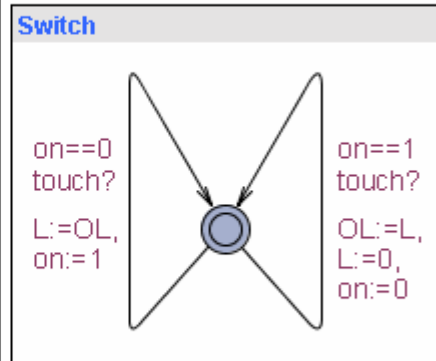 Switch
on==0
touch?
L:=OL,
on:=1
on==1
touch?
OL:=L,
L:=0,
on:=0